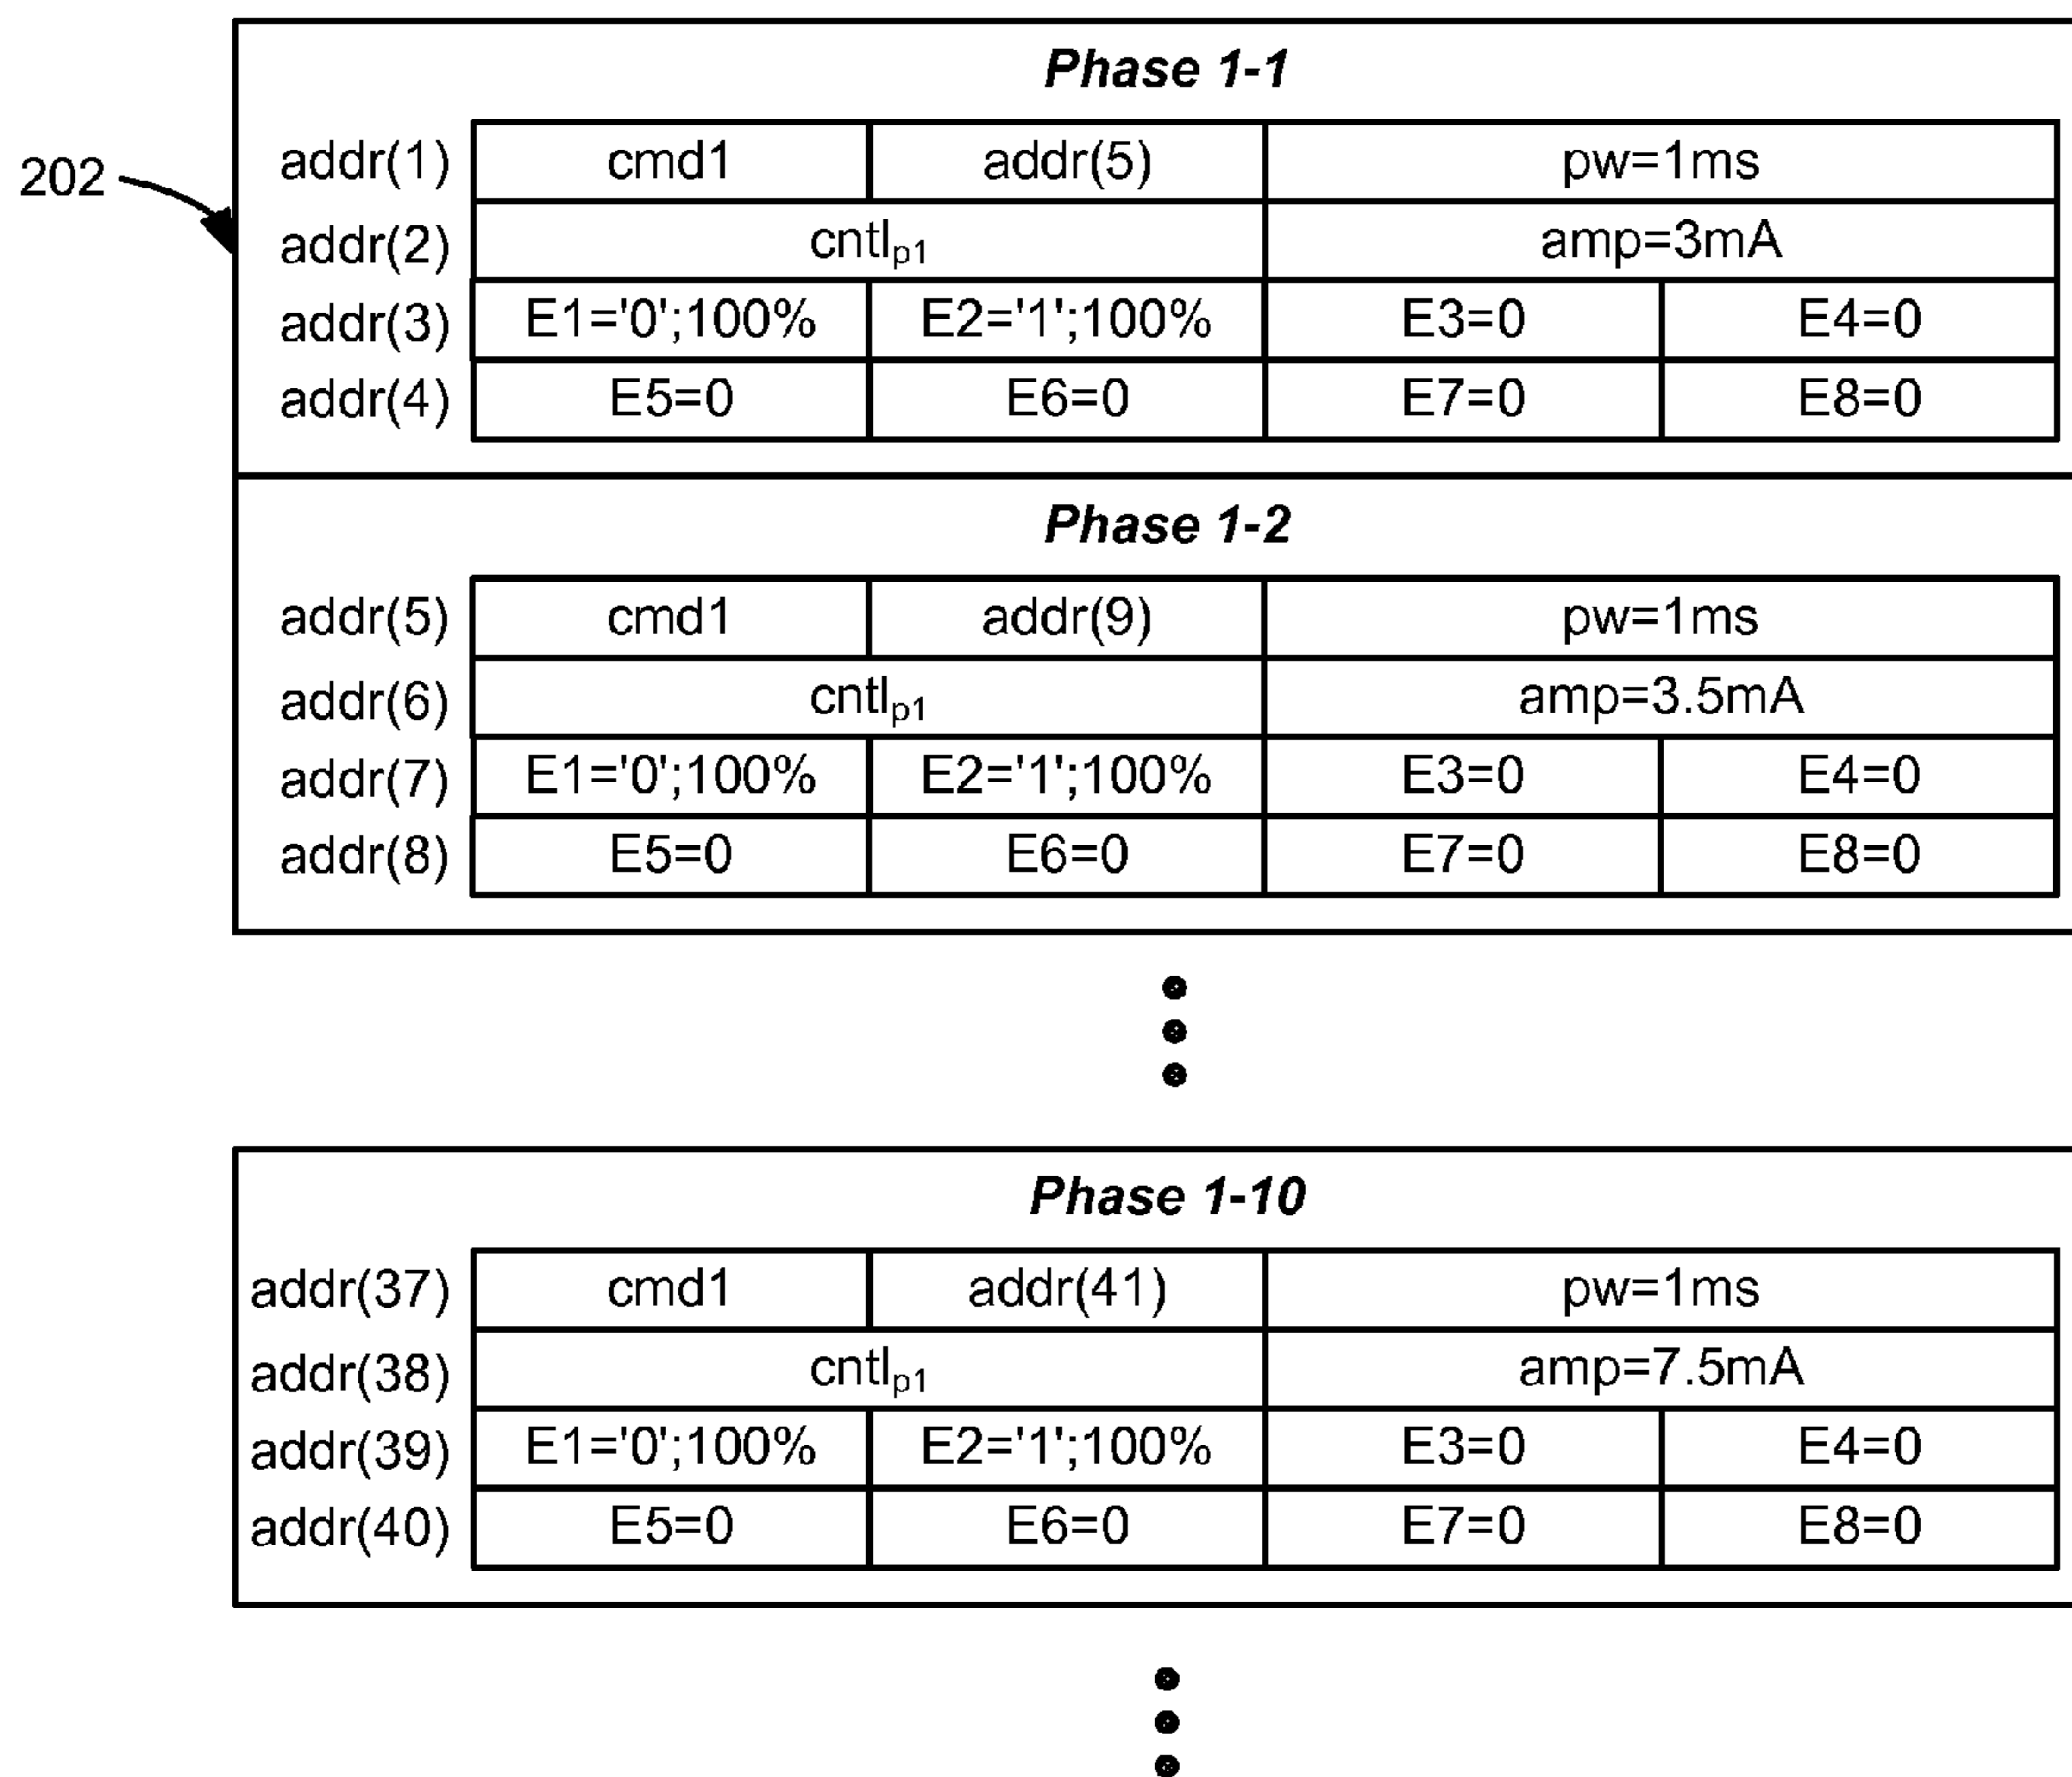 Phase 1-1
202
addr(1) cmd1 addr(5) pw=1ms
addr(2) cntlp1 amp=3mA
addr(3) E1='0';100% E2='1';100% E3=0 E4=0
addr(4) E5=0 E6=0 E7=0 E8=0
Phase 1-2
addr(5) cmd1 addr(9) pw=1ms
addr(6) cntlp1 amp=3.5mA
addr(7) E1='0';100% E2='1';100% E3=0 E4=0
addr(8) E5=0 E6=0 E7=0 E8=0
Phase 1-10
addr(37) cmd1 addr(41) pw=1ms
addr(38) cntlp1 amp=7.5mA
addr(39) E1='0';100% E2='1';100% E3=0 E4=0
addr(40) E5=0 E6=0 E7=0 E8=0